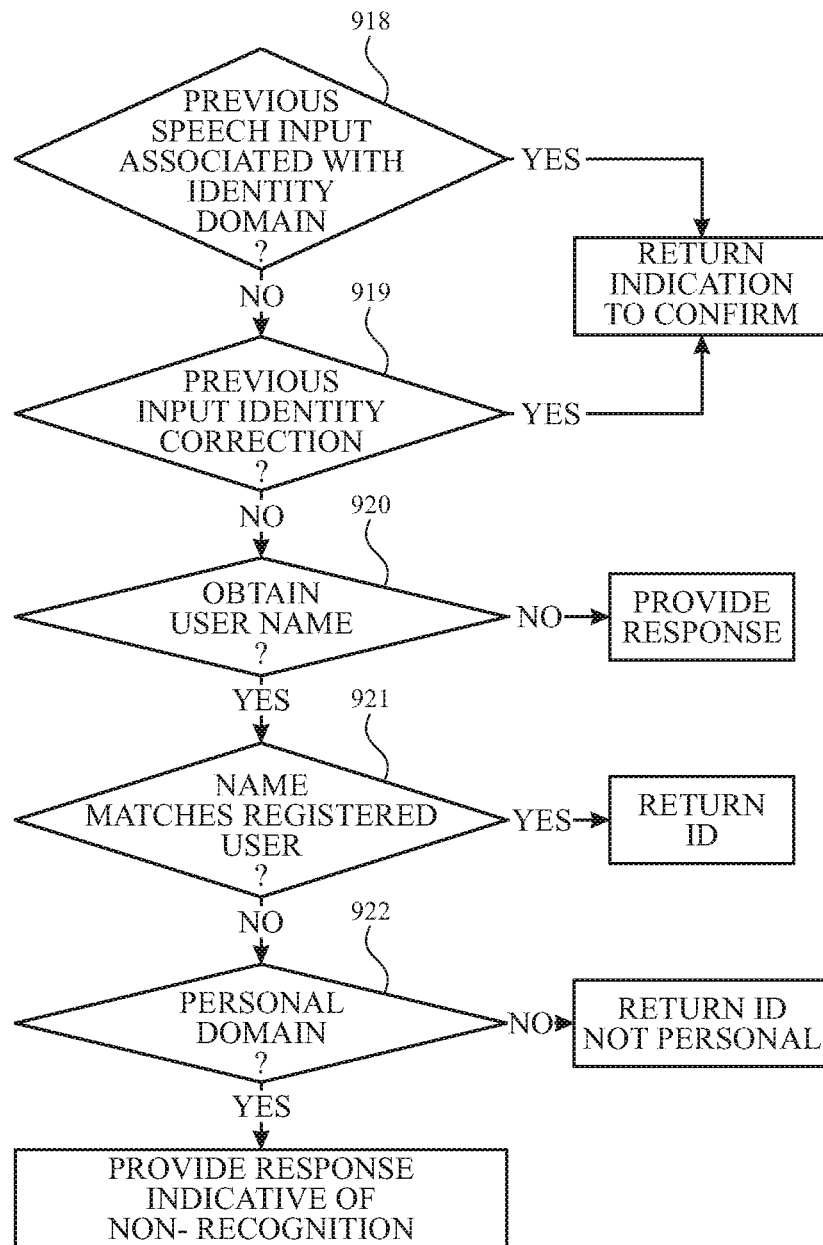 918
PREVIOUS
SPEECH INPUT
ASSOCIATED WITH
IDENTITY
DOMAIN
?
YES
RETURN
INDICATION
TO CONFIRM
NO
919
PREVIOUS
INPUT IDENTITY
CORRECTION
?
YES
NO
920
OBTAIN
USER NAME
?
NO
PROVIDE
RESPONSE
YES
921
NAME
MATCHES REGISTERED
USER
?
YES
RETURN
ID
NO
922
PERSONAL
DOMAIN
?
NO
RETURN ID
NOT PERSONAL
YES
PROVIDE RESPONSE
INDICATIVE OF
NON- RECOGNITION